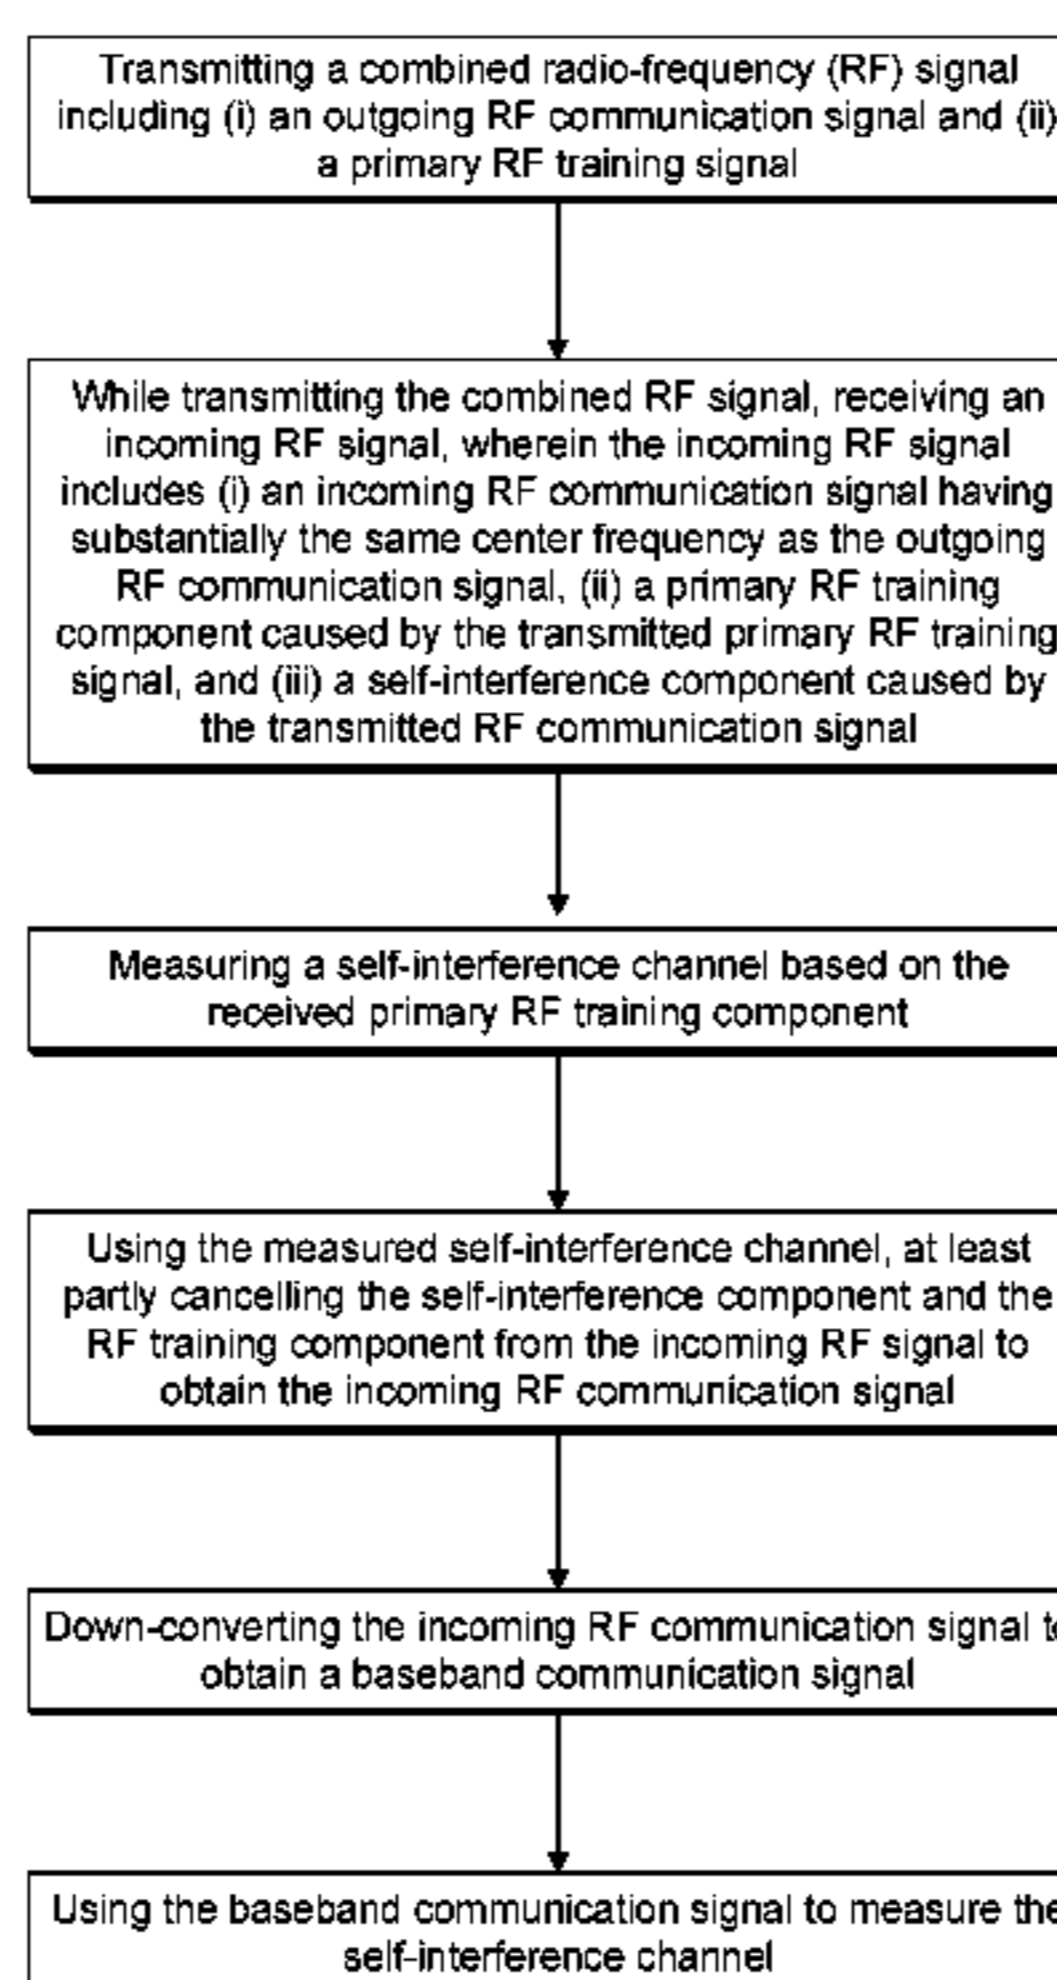 Transmitting a combined radio-frequency (RF) signal
including (i) an outgoing RF communication signal and (ii)
a primary RF training signal
While transmitting the combined RF signal, receiving an
incoming RF signal, wherein the incoming RF signal
includes (i) an incoming RF communication signal having
substantially the same center frequency as the outgoing
RF communication signal, (ii) a primary RF training
component caused by the transmitted primary RF training
signal, and (iii) a self-interference component caused by
the transmitted RF communication signal
Measuring a self-interference channel based on the
received primary RF training component
Using the measured self-interference channel, at least
partly cancelling the self-interference component and the
RF training component from the incoming RF signal to
obtain the incoming RF communication signal
Down-converting the incoming RF communication signal to
obtain a baseband communication signal
Using the baseband communication signal to measure the
self-interference channel